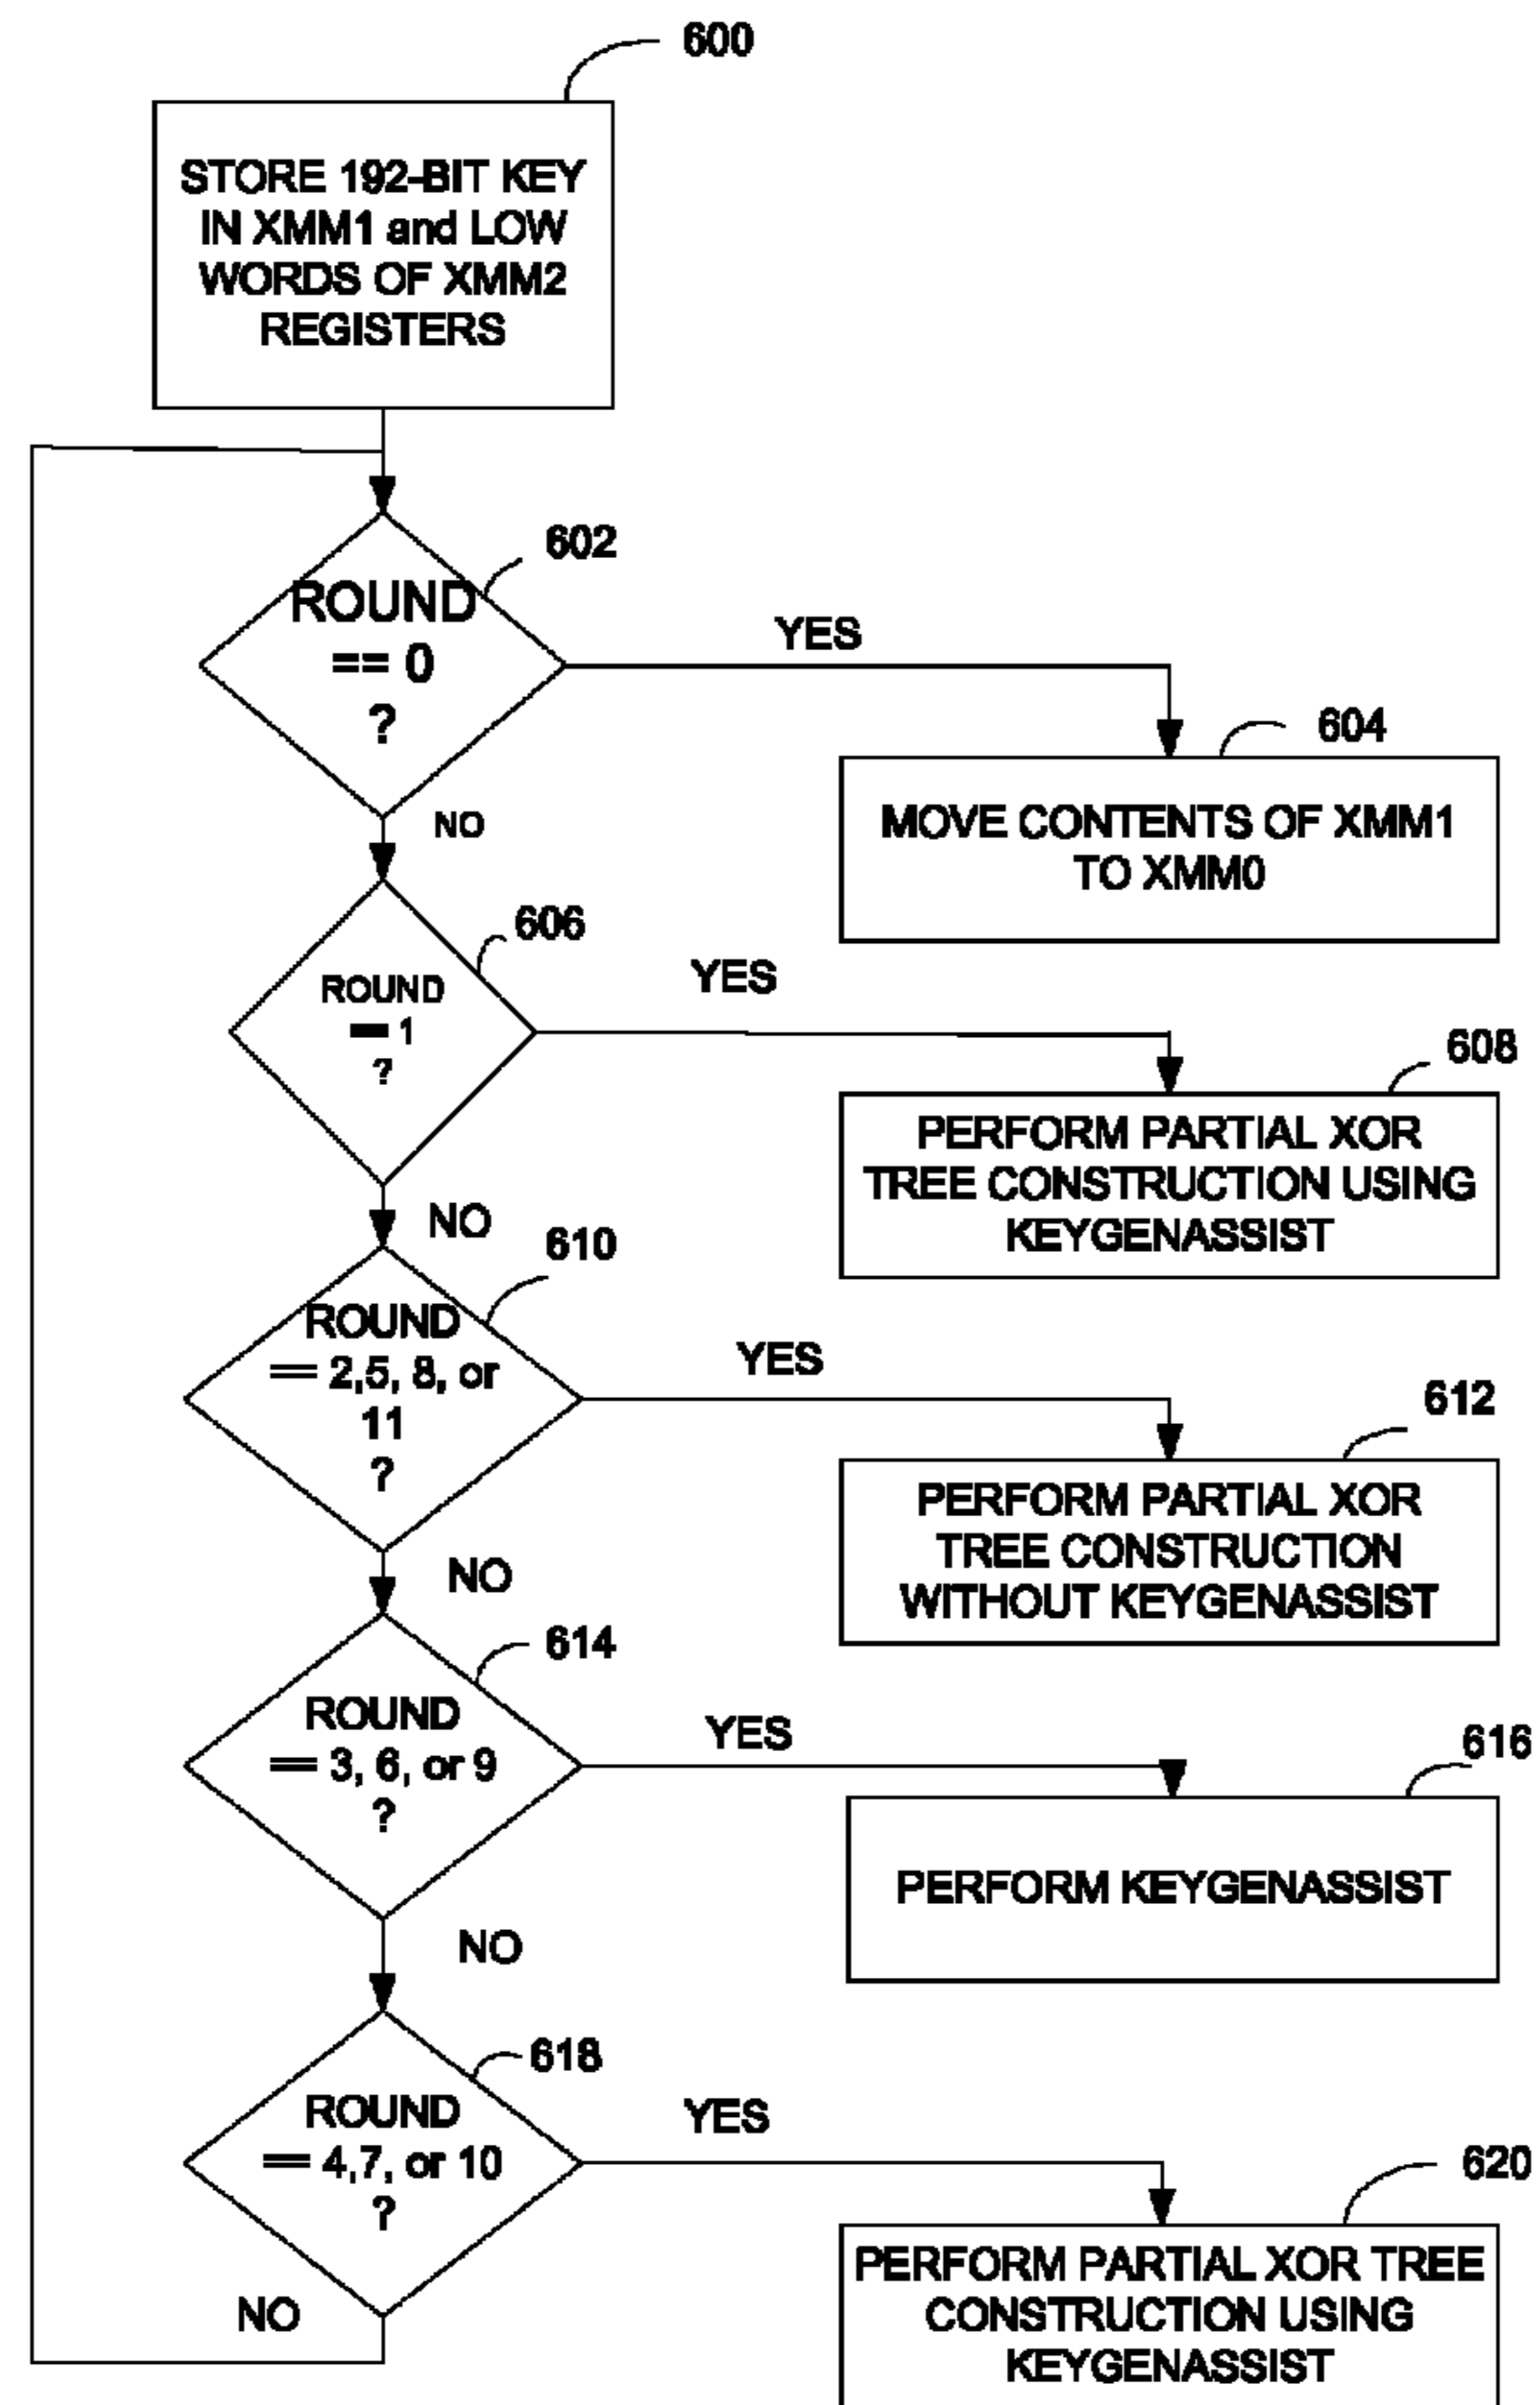 600
STORE 192-BIT KEY
IN XMM1 and LOW
WORDS OF XMM2
REGISTERS
602
ROUND
== 0
?
YES
604
MOVE CONTENTS OF XMM1
TO XMM0
NO
606
ROUND
== 1
?
YES
608
PERFORM PARTIAL XOR
TREE CONSTRUCTION USING
KEYGENASSIST
NO
610
ROUND
== 2,5, 8, or
11
?
YES
612
PERFORM PARTIAL XOR
TREE CONSTRUCTION
WITHOUT KEYGENASSIST
NO
614
ROUND
== 3, 6, or 9
?
YES
616
PERFORM KEYGENASSIST
NO
618
ROUND
== 4,7, or 10
?
YES
620
PERFORM PARTIAL XOR TREE
CONSTRUCTION USING
KEYGENASSIST
NO